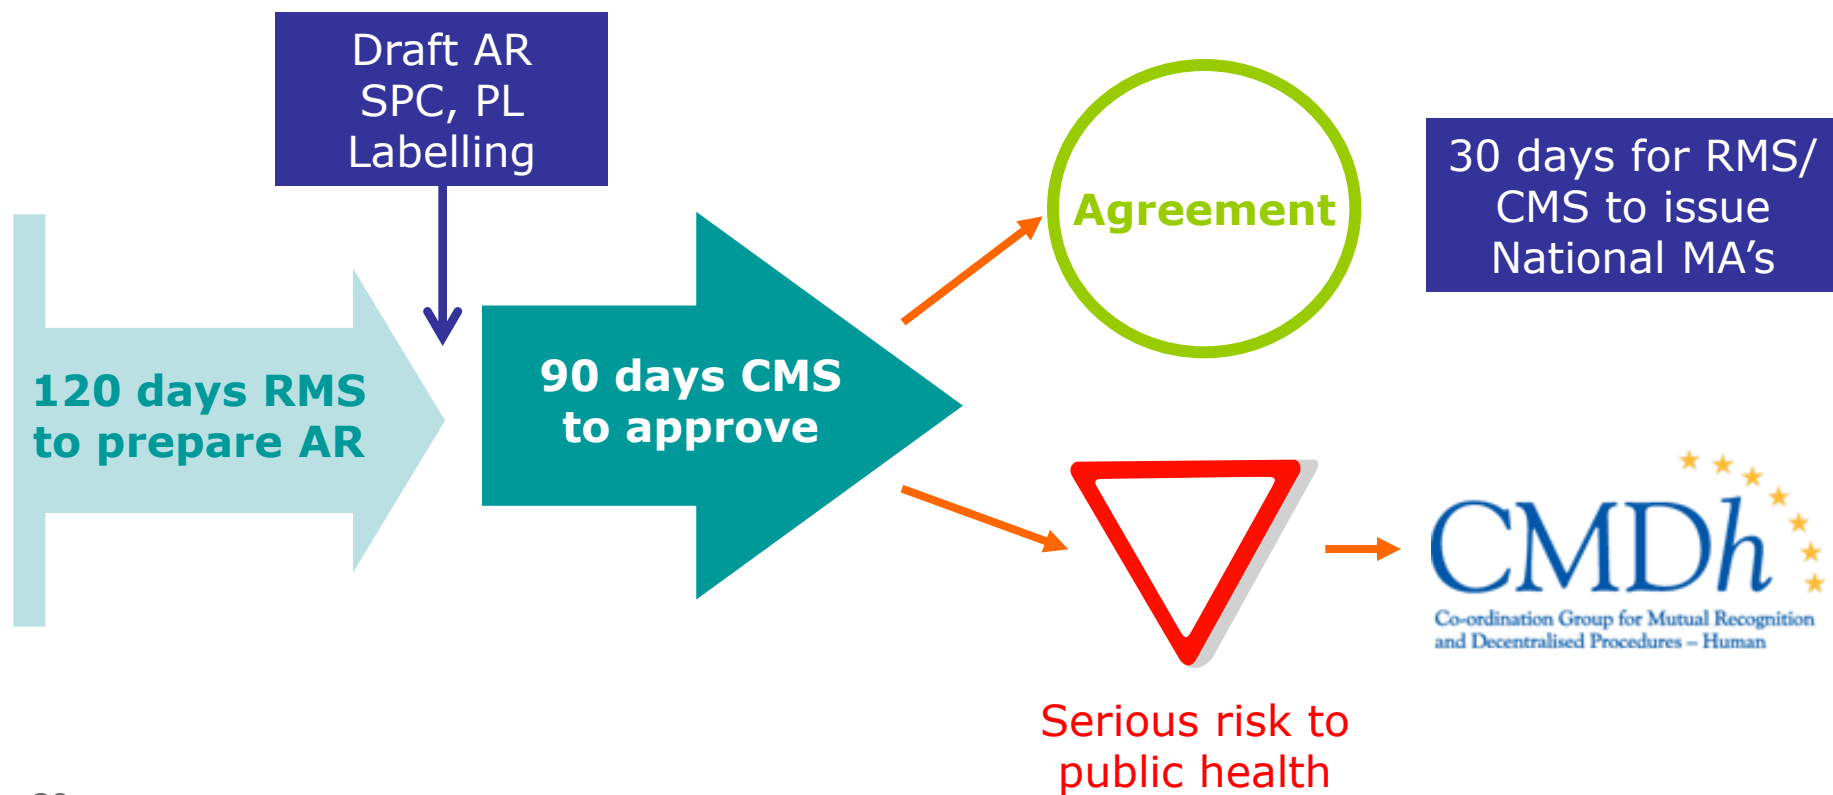 Draft AR
SPC, PL
Labelling
120 days RMS
to prepare AR
90 days CMS
to approve
Agreement
30 days for RMS/
CMS to issue
National MA’s
Serious risk to
public health
CMDh
Co-ordination Group for Mutual Recognition
and Decentralised Procedures – Human